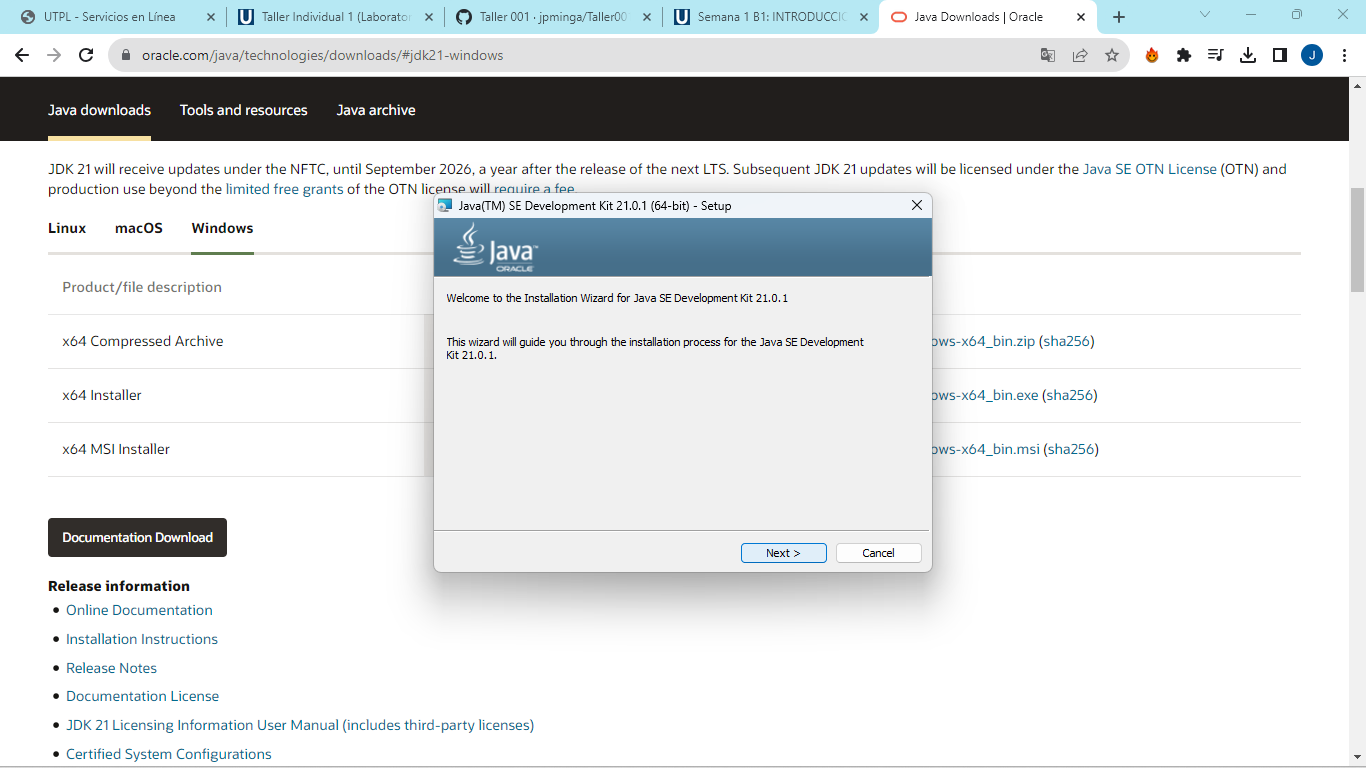 UTPL - Servicios en Línea
Taller Individual 1 (Laborator
Taller 001 · jpminga/Taller00
Semana 1 B1: INTRODUCCI
Java Downloads | Oracle
oracle.com/java/technologies/downloads/#jdk21-windows
J
Java downloads
Tools and resources
Java archive
JDK 21 will receive updates under the NFTC, until September 2026, a year after the release of the next LTS. Subsequent JDK 21 updates will be licensed under the Java SE OTN License (OTN) and
production use beyond the limited free grants of the OTN license will require a fee.
Linux
macOS
Windows
Product/file description
x64 Compressed Archive
ows-x64_bin.zip (sha256)
x64 Installer
ows-x64_bin.exe (sha256)
x64 MSI Installer
ows-x64_bin.msi (sha256)
Java(TM) SE Development Kit 21.0.1 (64-bit) - Setup
Java™
ORACLE
Welcome to the Installation Wizard for Java SE Development Kit 21.0.1
This wizard will guide you through the installation process for the Java SE Development
Kit 21.0.1.
Next >
Cancel
Documentation Download
Release information
Online Documentation
Installation Instructions
Release Notes
Documentation License
JDK 21 Licensing Information User Manual (includes third-party licenses)
Certified System Configurations